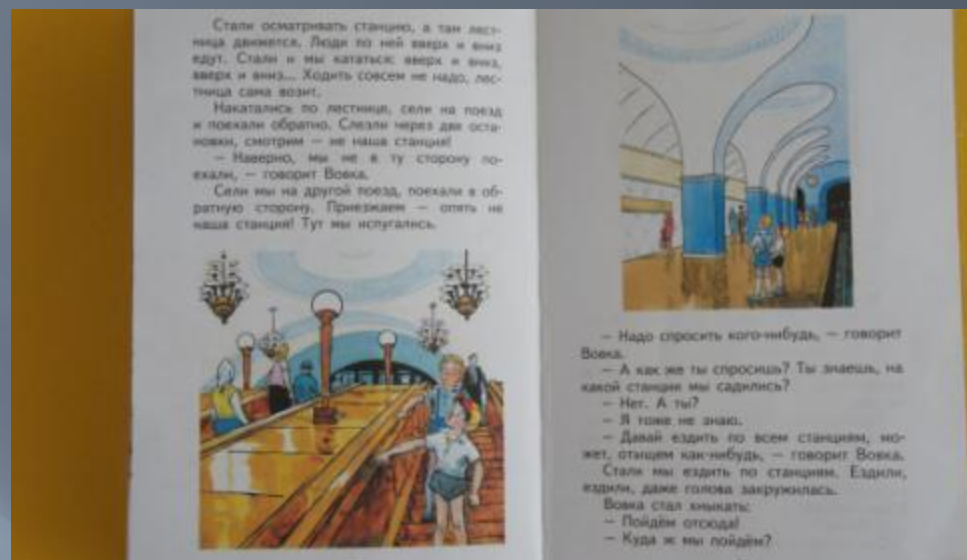 Стали осматривать станцию, а там лест-
ница движется. Люди по ней вверх и вниз
едут. Стали и мы кататься: вверх и вниз,
вверх и вниз... Ходить совсем не надо, лес-
тница сама возит.
Накатались по лестнице, сели на поезд
и поехали обратно. Слезли через две оста-
новки, смотрим — не наша станция!
— Наверно, мы не в ту сторону по-
ехали, — говорит Вовка.
Сели мы на другой поезд, поехали в об-
ратную сторону. Приезжаем — опять не
наша станция! Тут мы испугались.
— Надо спросить кого-нибудь, — говорит
Вовка.
— А как же ты спросишь? Ты знаешь, на
какой станции мы садились?
— Нет. А ты?
— Я тоже не знаю.
— Давай ездить по всем станциям, мо-
жет, отыщем как-нибудь, — говорит Вовка.
Стали мы ездить по станциям. Ездили,
ездили, даже голова закружилась.
Вовка стал хныкать:
— Пойдём отсюда!
— Куда ж мы пойдём?